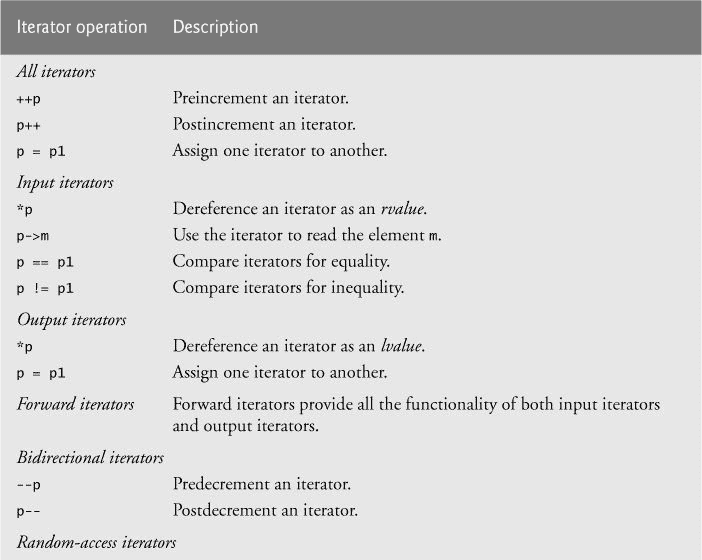 Iterator operation Description
All iterators
++p Preincrement an iterator.
p++ Postincrement an iterator.
p = p1 Assign one iterator to another.
Input iterators
*p Dereference an iterator as an rvalue.
p->m Use the iterator to read the element m.
p == p1 Compare iterators for equality.
p != p1 Compare iterators for inequality.
Output iterators
*p Dereference an iterator as an lvalue.
p = p1 Assign one iterator to another.
Forward iterators Forward iterators provide all the functionality of both input iterators
and output iterators.
Bidirectional iterators
--p Predecrement an iterator.
p-- Postdecrement an iterator.
Random-access iterators